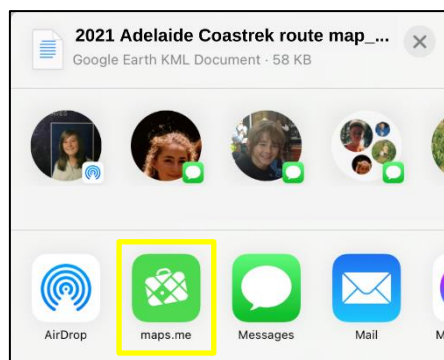 2021 Adelaide Coastrek route map_...
Google Earth KML Document · 58 KB
AirDrop
maps.me
Messages
Mail
M